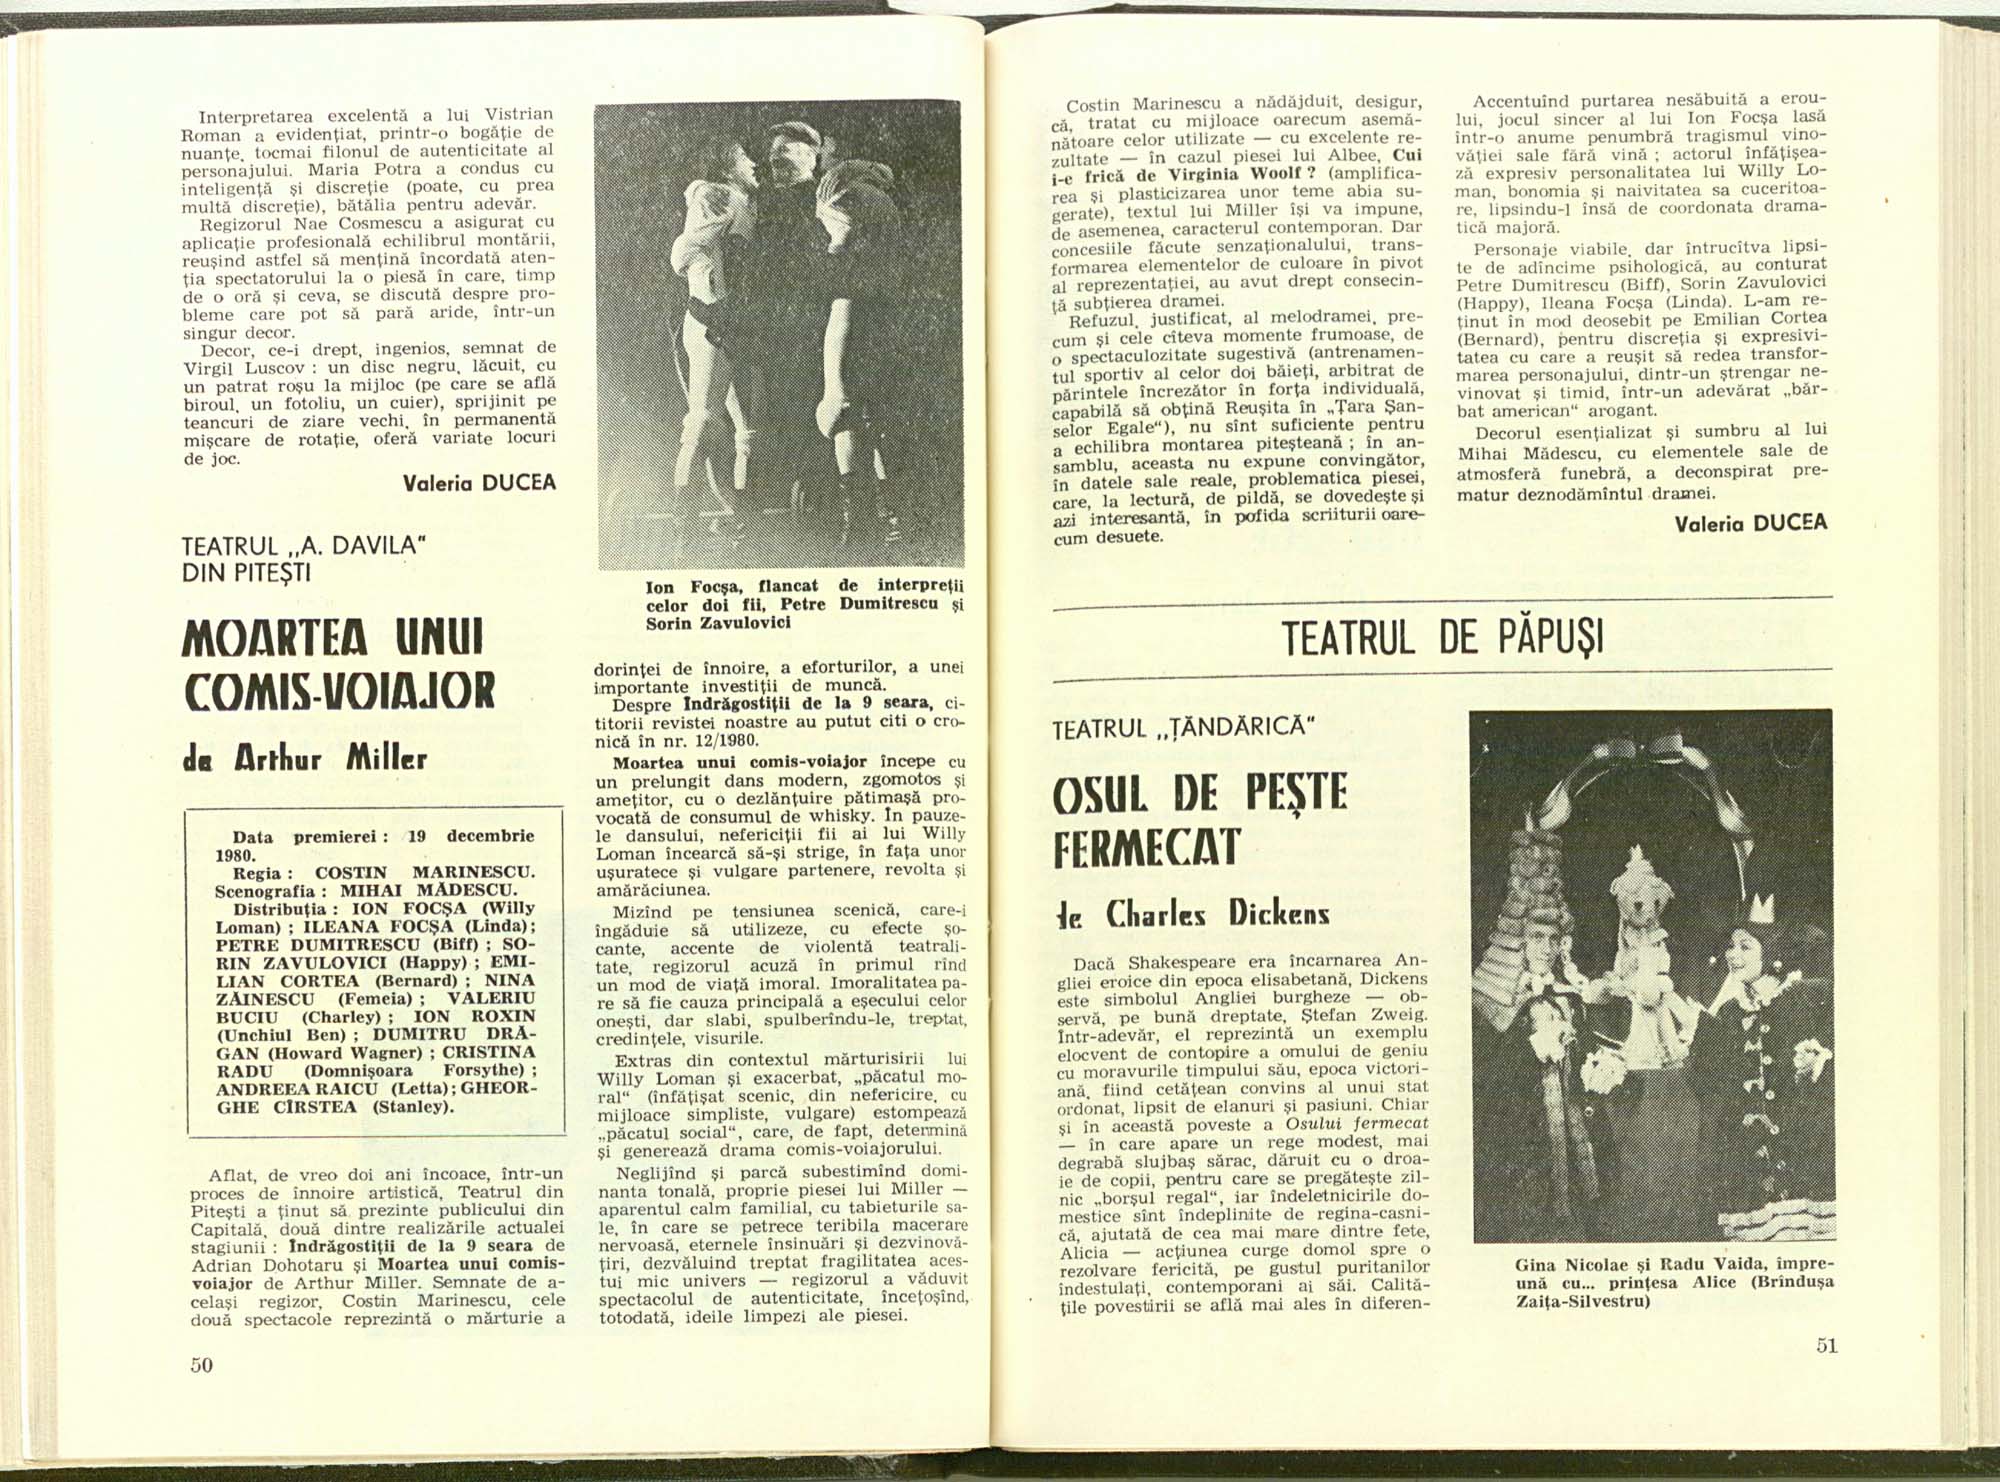 Interpretarea excelentă a lui Vistrian
Roman a evidențiat, printr-o bogăție de
nuanțe, tocmai filonul de autenticitate al
personajului. Maria Potra a condus cu
inteligență și discreție (poate, cu prea
multă discreție), bătălia pentru adevăr.
Regizorul Nae Cosmescu a asigurat cu
aplicație profesională echilibrul montării,
reușind astfel să mențină încordată aten-
ția spectatorului la o piesă în care, timp
de o oră și ceva, se discută despre pro-
bleme care pot să pară aride, într-un
singur decor.
Decor, ce-i drept, ingenios, semnat de
Virgil Luscov : un disc negru, lăcuit, cu
un patrat roșu la mijloc (pe care se află
biroul, un fotoliu, un cuier), sprijinit pe
teancuri de ziare vechi, în permanentă
mișcare de rotație, oferă variate locuri
de joc.
Valeria DUCEA
TEATRUL „A. DAVILA"
DIN PITEȘTI
MOARTEA UNUI
COMIS-VOIAJOR
de Arthur Miller
Data premierei : 19 decembrie
1980.
Regia : COSTIN MARINESCU.
Scenografia : MIHAI MĂDESCU.
Distribuția : ION FOCȘA (Willy
Loman) ; ILEANA FOCȘA (Linda);
PETRE DUMITRESCU (Biff) ; SO-
RIN ZAVULOVICI (Happy) ; EMI-
LIAN CORTEA (Bernard) ; NINA
ZĂINESCU (Femeia) ; VALERIU
BUCIU (Charley) ; ION ROXIN
(Unchiul Ben) ; DUMITRU DRĂ-
GAN (Howard Wagner) ; CRISTINA
RADU (Domnișoara Forsythe) ;
ANDREEA RAICU (Letta); GHEOR-
GHE CÎRSTEA (Stanley).
Aflat, de vreo doi ani încoace, într-un
proces de înnoire artistică, Teatrul din
Pitești a ținut să prezinte publicului din
Capitală, două dintre realizările actualei
stagiunii : Îndrăgostiții de la 9 seara de
Adrian Dohotaru și Moartea unui comis-
voiajor de Arthur Miller. Semnate de a-
celași regizor, Costin Marinescu, cele
două spectacole reprezintă o mărturie a
50
Ion Focșa, flancat de interpreții
celor doi fii, Petre Dumitrescu și
Sorin Zavulovici
dorinței de înnoire, a eforturilor, a unei
importante investiții de muncă.
Despre Îndrăgostiții de la 9 seara, ci-
titorii revistei noastre au putut citi o cro-
nică în nr. 12/1980.
Moartea unui comis-voiajor începe cu
un prelungit dans modern, zgomotos și
amețitor, cu o dezlănțuire pătimașă pro-
vocată de consumul de whisky. În pauze-
le dansului, nefericiții fii ai lui Willy
Loman încearcă să-și strige, în fața unor
ușuratece și vulgare partenere, revolta și
amărăciunea.
Mizînd pe tensiunea scenică, care-i
îngăduie să utilizeze, cu efecte șo-
cante, accente de violentă teatrali-
tate, regizorul acuză în primul rînd
un mod de viață imoral. Imoralitatea pa-
re să fie cauza principală a eșecului celor
onești, dar slabi, spulberîndu-le, treptat,
credințele, visurile.
Extras din contextul mărturisirii lui
Willy Loman și exacerbat, „păcatul mo-
ral" (înfățișat scenic, din nefericire, cu
mijloace simpliste, vulgare) estompează
„păcatul social", care, de fapt, determină
și generează drama comis-voiajorului.
Neglijînd și parcă subestimînd domi-
nanta tonală, proprie piesei lui Miller —
aparentul calm familial, cu tabieturile sa-
le, în care se petrece teribila macerare
nervoasă, eternele însinuări și dezvinovă-
țiri, dezvăluind treptat fragilitatea aces-
tui mic univers — regizorul a văduvit
spectacolul de autenticitate, încețoșînd,
totodată, ideile limpezi ale piesei.
Costin Marinescu a nădăjduit, desigur,
că, tratat cu mijloace oarecum asemă-
nătoare celor utilizate — cu excelente re-
zultate — în cazul piesei lui Albee, Cui
i-e frică de Virginia Woolf ? (amplifica-
rea și plasticizarea unor teme abia su-
gerate), textul lui Miller își va impune,
de asemenea, caracterul contemporan. Dar
concesiile făcute senzaționalului, trans-
formarea elementelor de culoare în pivot
al reprezentației, au avut drept consecin-
ță subțierea dramei.
Refuzul, justificat, al melodramei, pre-
cum și cele cîteva momente frumoase, de
o spectaculozitate sugestivă (antrenamen-
tul sportiv al celor doi băieți, arbitrat de
părintele încrezător în forța individuală,
capabilă să obțină Reușita în „Țara Șan-
selor Egale"), nu sînt suficiente pentru
a echilibra montarea piteșteană ; în an-
samblu, aceasta nu expune convingător,
în datele sale reale, problematica piesei,
care, la lectură, de pildă, se dovedește și
azi interesantă, în pofida scriiturii oare-
cum desuete.
Accentuînd purtarea nesăbuită a erou-
lui, jocul sincer al lui Ion Focșa lasă
într-o anume penumbră tragismul vino-
văției sale fără vină ; actorul înfățișea-
ză expresiv personalitatea lui Willy Lo-
man, bonomia și naivitatea sa cuceritoa-
re, lipsindu-l însă de coordonata drama-
tică majoră.
Personaje viabile, dar întrucîtva lipsi-
te de adîncime psihologică, au conturat
Petre Dumitrescu (Biff), Sorin Zavulovici
(Happy), Ileana Focșa (Linda). L-am re-
ținut în mod deosebit pe Emilian Cortea
(Bernard), pentru discreția și expresivi-
tatea cu care a reușit să redea transfor-
marea personajului, dintr-un ștrengar ne-
vinovat și timid, într-un adevărat „băr-
bat american" arogant.
Decorul esențializat și sumbru al lui
Mihai Mădescu, cu elementele sale de
atmosferă funebră, a deconspirat pre-
matur deznodămîntul dramei.
Valeria DUCEA
TEATRUL DE PĂPUȘI
TEATRUL „ȚĂNDĂRICĂ"
OSUL DE PEȘTE
FERMECAT
de Charles Dickens
Dacă Shakespeare era încarnarea An-
gliei eroice din epoca elisabetană, Dickens
este simbolul Angliei burgheze — ob-
servă, pe bună dreptate, Ștefan Zweig.
Într-adevăr, el reprezintă un exemplu
elocvent de contopire a omului de geniu
cu moravurile timpului său, epoca victori-
ană, fiind cetățean convins al unui stat
ordonat, lipsit de elanuri și pasiuni. Chiar
și în această poveste a Osului fermecat
— în care apare un rege modest, mai
degrabă slujbaș sărac, dăruit cu o droa-
ie de copii, pentru care se pregătește zil-
nic „borșul regal", iar îndeletnicirile do-
mestice sînt îndeplinite de regina-casni-
că, ajutată de cea mai mare dintre fete,
Alicia — acțiunea curge domol spre o
rezolvare fericită, pe gustul puritanilor
îndestulați, contemporani ai săi. Calită-
țile povestirii se află mai ales în diferen-
Gina Nicolae și Radu Vaida, împre-
ună cu... prințesa Alice (Brîndușa
Zaița-Silvestru)
51